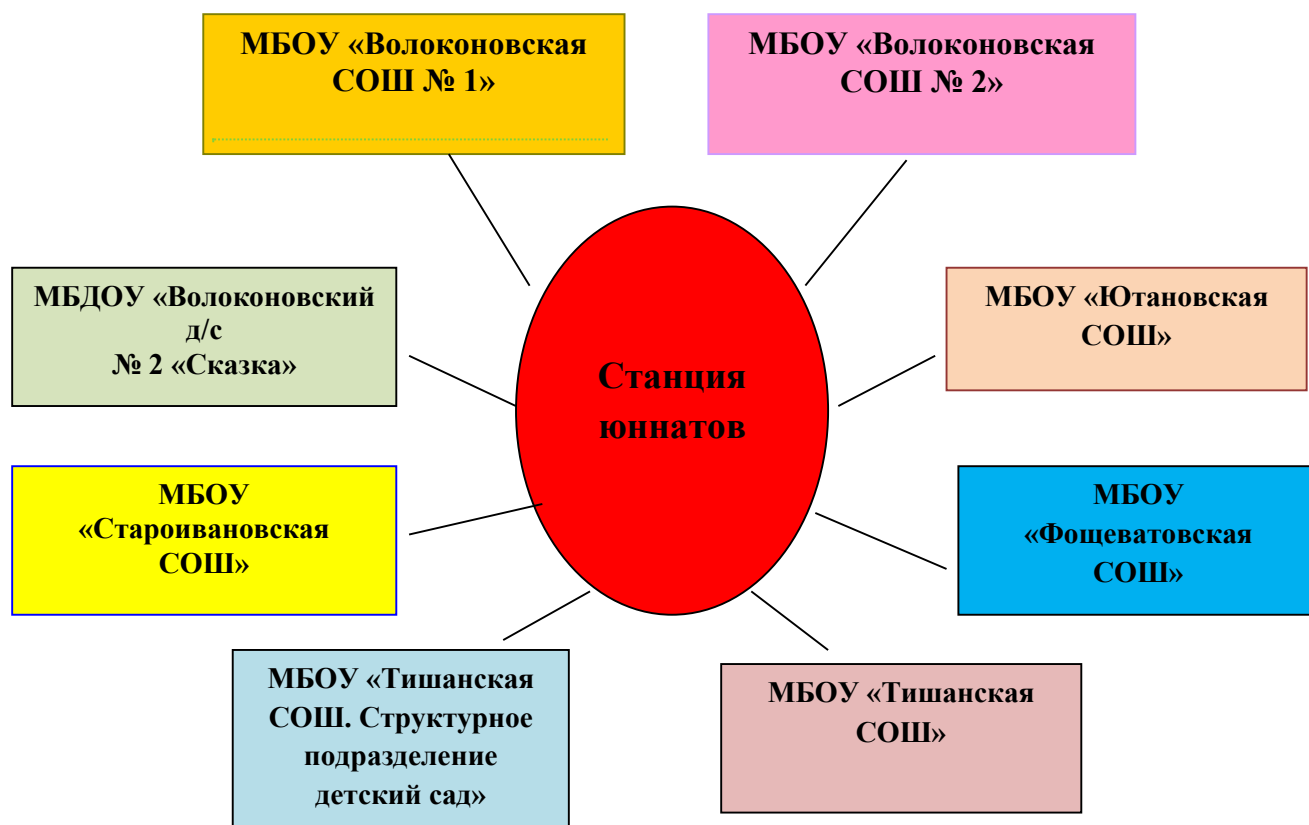 МБОУ «Волоконовская
СОШ № 1»
МБОУ «Волоконовская
СОШ № 2»
МБДОУ «Волоконовский
д/с
№ 2 «Сказка»
МБОУ «Ютановская
СОШ»
Станция
юннатов
МБОУ
«Староивановская
СОШ»
МБОУ
«Фощеватовская
СОШ»
МБОУ «Тишанская
СОШ. Структурное
подразделение
детский сад»
МБОУ «Тишанская
СОШ»